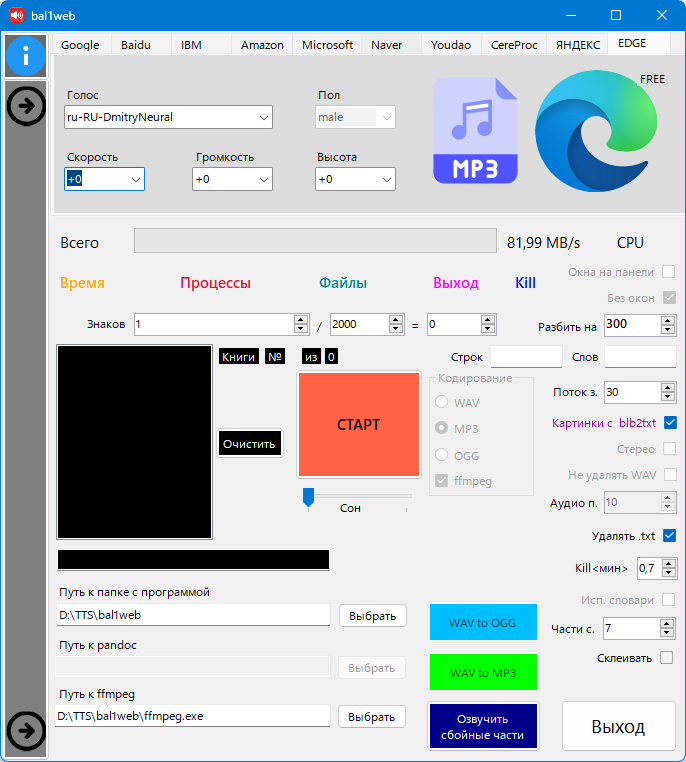 bal1web
Google Baidu IBM Amazon Microsoft Naver Youdao CereProc ЯНДЕКС EDGE
Голос Пол FREE
ru-RU-DmitryNeural male
MP3
Скорость Громкость Высота
+0 +0 +0
Всего 81,99 MB/s CPU
Время Процессы Файлы Выход Kill
Окна на панели
Без окон
Знаков 1 / 2000 = 0 Разбить на 300
Книги № из 0 Строк Слов
Кодирование
WAV
MP3
OGG
ffmpeg
СТАРТ
Очистить
Сон
Поток з. 30
Картинки с blb2txt
Стерео
Не удалять WAV
Аудио п. 10
Удалять .txt
Kill<мин> 0,7
Исп. словари
Части с. 7
Склеивать
Путь к папке с программой
D:\TTS\bal1web Выбрать WAV to OGG
Путь к pandoc
Выбрать WAV to MP3
Путь к ffmpeg
D:\TTS\bal1web\ffmpeg.exe Выбрать
Озвучить
сбойные части
Выход